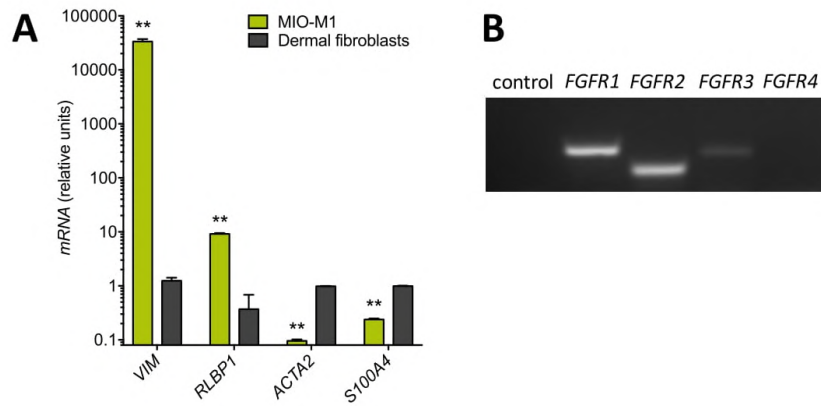 A
mRNA (relative units)
100000
10000
1000
100
10
1
0.1
**
**
**
**
MIO-M1
Dermal fibroblasts
VIM
RLBP1
ACTA2
S100A4
B
control FGFR1 FGFR2 FGFR3 FGFR4